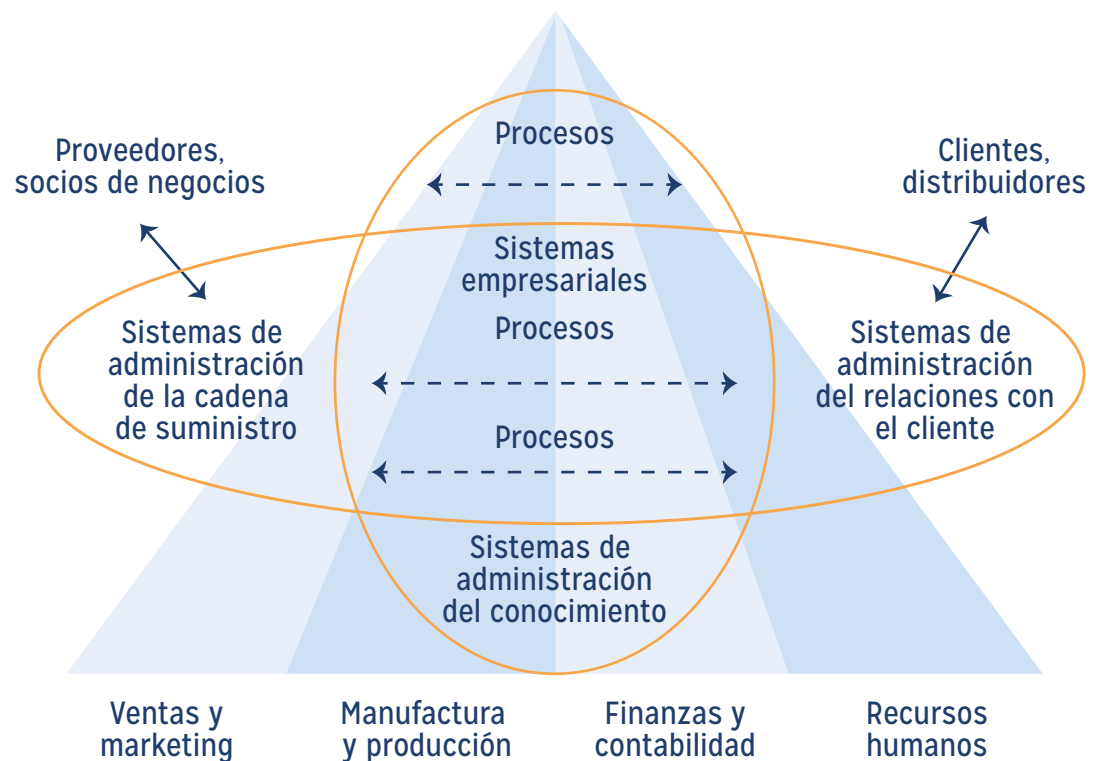 Procesos
Proveedores,
socios de negocios
Clientes,
distribuidores
Sistemas
empresariales
Procesos
Sistemas de
administración
de la cadena
de suministro
Sistemas de
administración
del relaciones con
el cliente
Procesos
Sistemas de
administración
del conocimiento
Ventas y
marketing
Manufactura
y producción
Finanzas y
contabilidad
Recursos
humanos